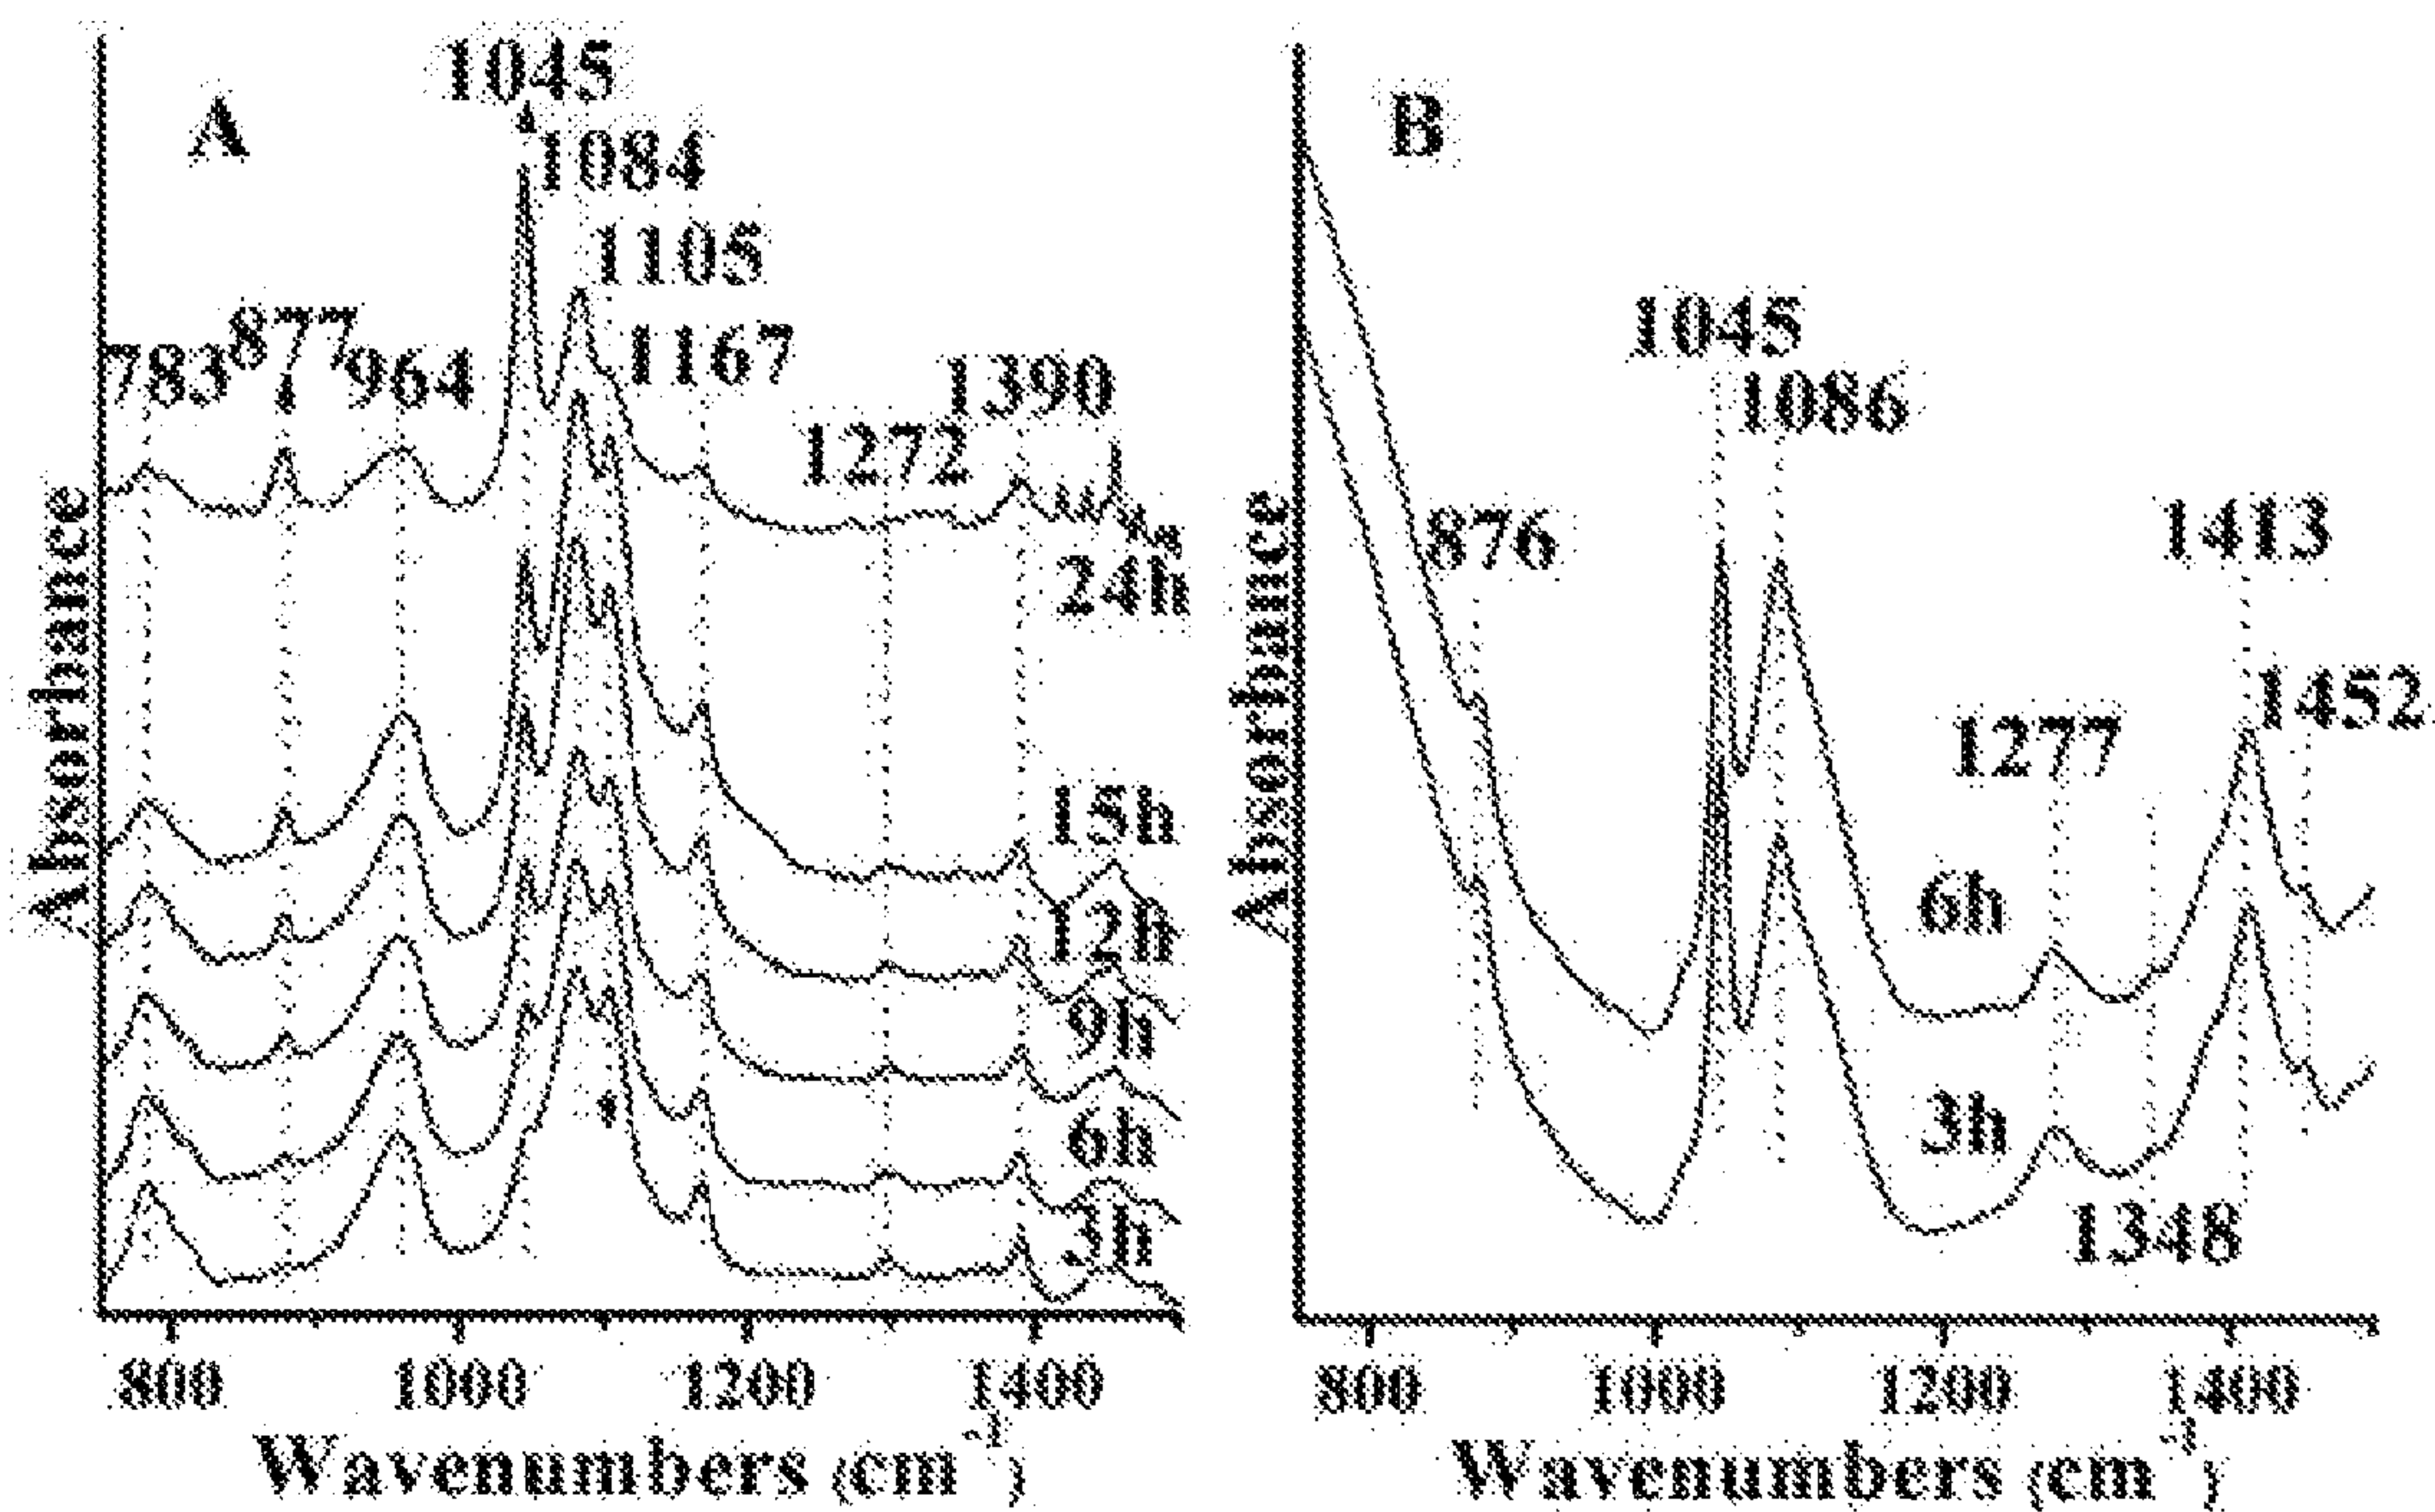 A
1045
1084
1105
1167
783
877
964
1272
1390
24h
15h
12h
9h
6h
3h
Absorbance
800
1000
1200
1400
Wavenumbers (cm⁻¹)
B
1045
1086
876
1413
1452
1277
6h
3h
1348
Absorbance
800
1000
1200
1400
Wavenumbers (cm⁻¹)